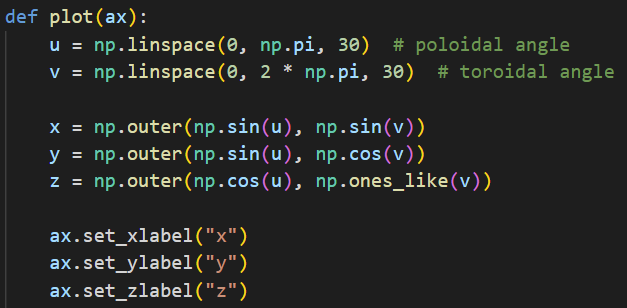 def plot(ax):
    u = np.linspace(0, np.pi, 30)  # poloidal angle
    v = np.linspace(0, 2 * np.pi, 30)  # toroidal angle

    x = np.outer(np.sin(u), np.sin(v))
    y = np.outer(np.sin(u), np.cos(v))
    z = np.outer(np.cos(u), np.ones_like(v))

    ax.set_xlabel("x")
    ax.set_ylabel("y")
    ax.set_zlabel("z")